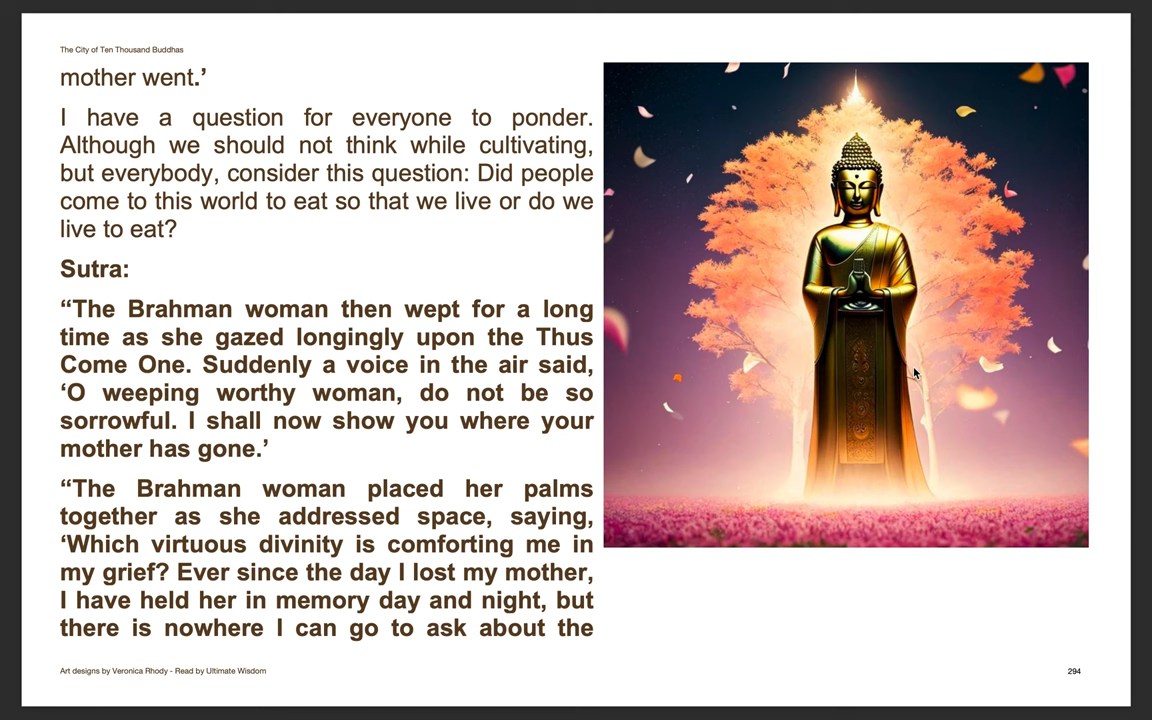 The City of Ten Thousand Buddhas
mother went.’
I have a question for everyone to ponder.
Although we should not think while cultivating,
but everybody, consider this question: Did people
come to this world to eat so that we live or do we
live to eat?
Sutra:
“The Brahman woman then wept for a long
time as she gazed longingly upon the Thus
Come One. Suddenly a voice in the air said,
‘O weeping worthy woman, do not be so
sorrowful. I shall now show you where your
mother has gone.’
“The Brahman woman placed her palms
together as she addressed space, saying,
‘Which virtuous divinity is comforting me in
my grief? Ever since the day I lost my mother,
I have held her in memory day and night, but
there is nowhere I can go to ask about the
Art designs by Veronica Rhody - Read by Ultimate Wisdom
294